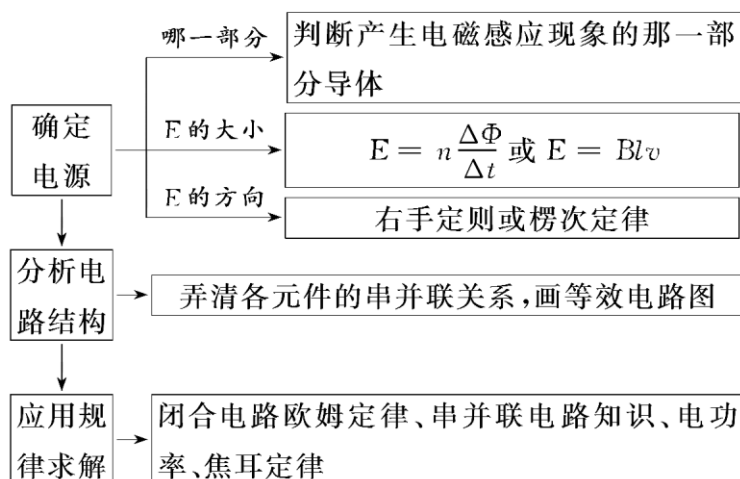 哪一部分
判断产生电磁感应现象的那一部
分导体
确定
电源
E的大小
E = n ΔΦ/Δt 或 E = Blv
E的方向
右手定则或楞次定律
分析电
路结构
弄清各元件的串并联关系,画等效电路图
应用规
律求解
闭合电路欧姆定律、串并联电路知识、电功
率、焦耳定律